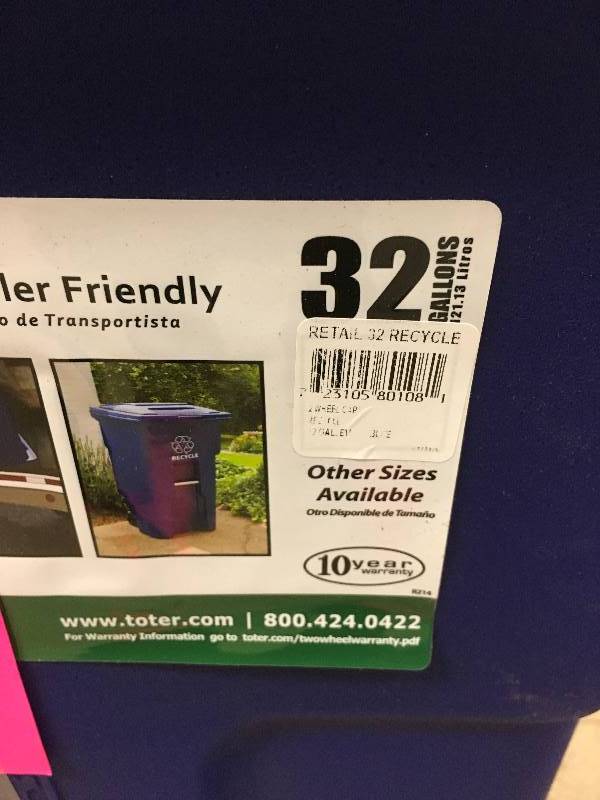 ler Friendly
o de Transportista
32
GALLONS
121.13 Litros
RETAIL 32 RECYCLE
23105 80108
RECYCLE
Other Sizes
Available
Otro Disponible de Tamaño
10 year
warranty
R214
www.toter.com | 800.424.0422
For Warranty Information go to toter.com/twowheelwarranty.pdf